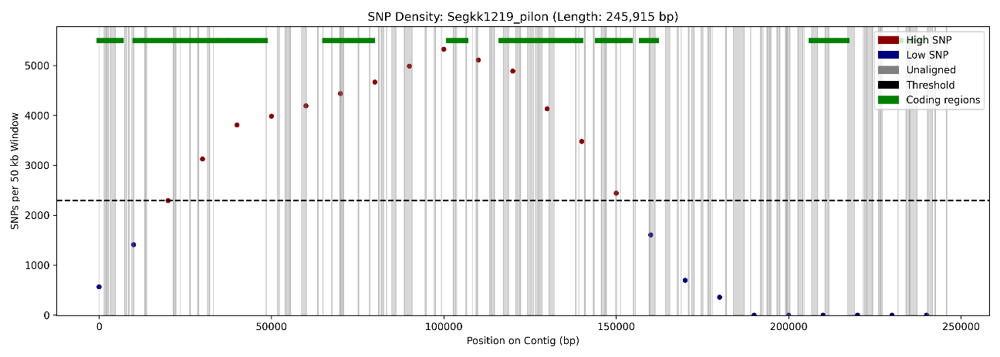 SNP Density: Segkk1219_pilon (Length: 245,915 bp)
SNPs per 50 kb Window
5000
4000
3000
2000
1000
0
High SNP
Low SNP
Unaligned
Threshold
Coding regions
0 50000 100000 150000 200000 250000
Position on Contig (bp)